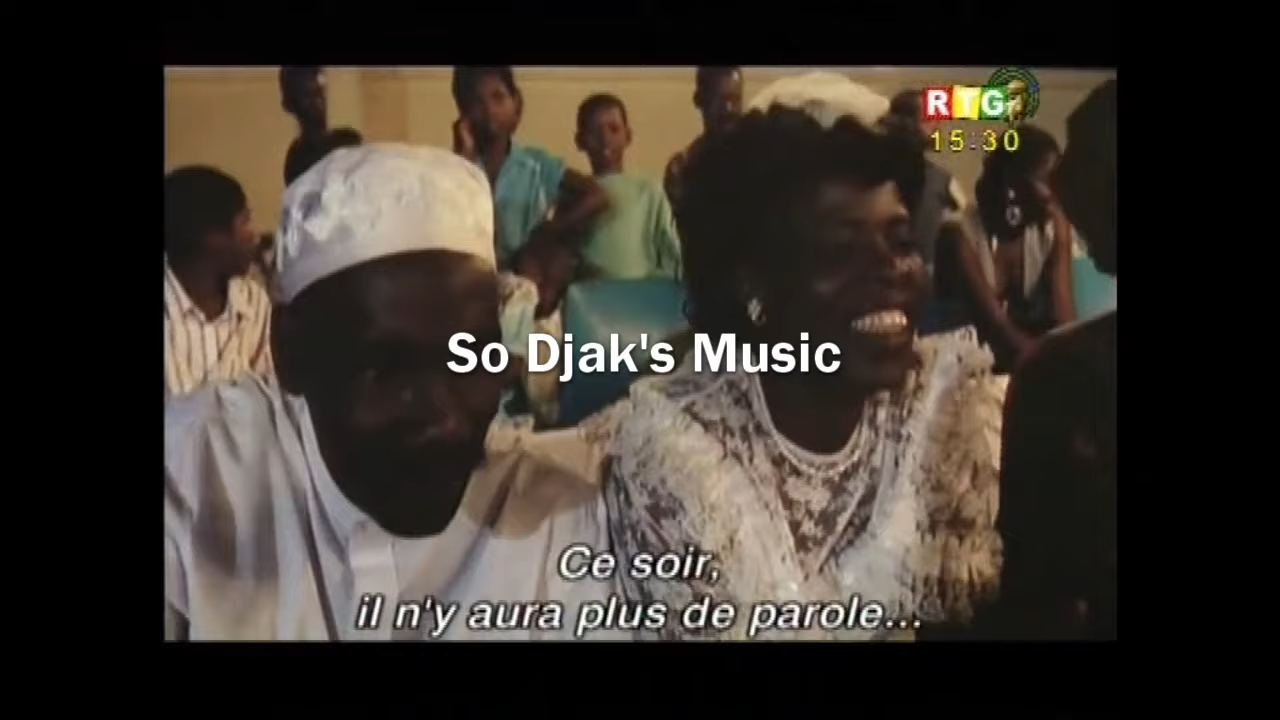 RTG
15:30
So Djak's Music
Ce soir,
il n'y aura plus de parole...